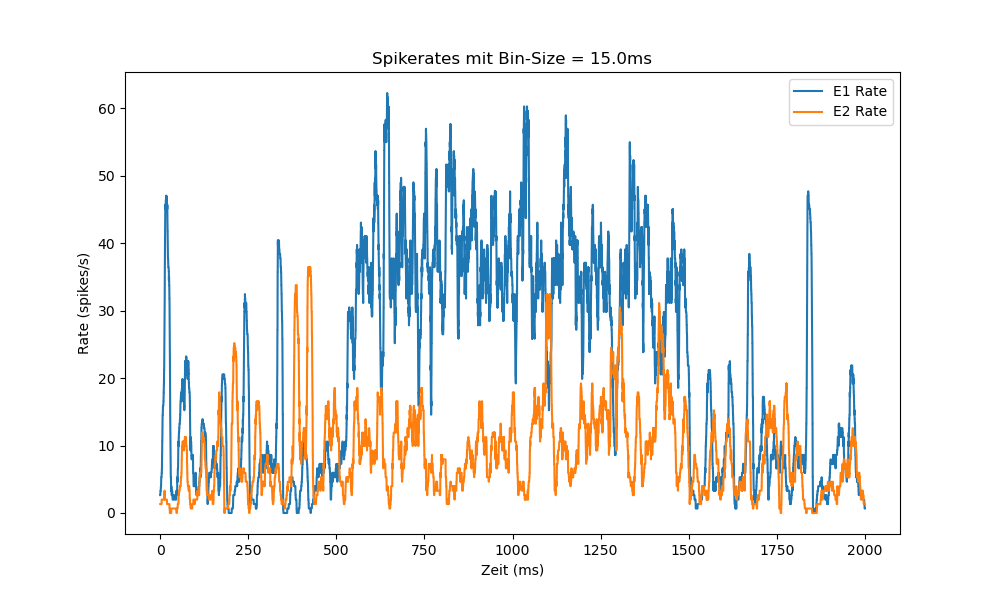 Spikerates mit Bin-Size = 15.0ms
E1 Rate
E2 Rate
Rate (spikes/s)
60
50
40
30
20
10
0
0 250 500 750 1000 1250 1500 1750 2000
Zeit (ms)